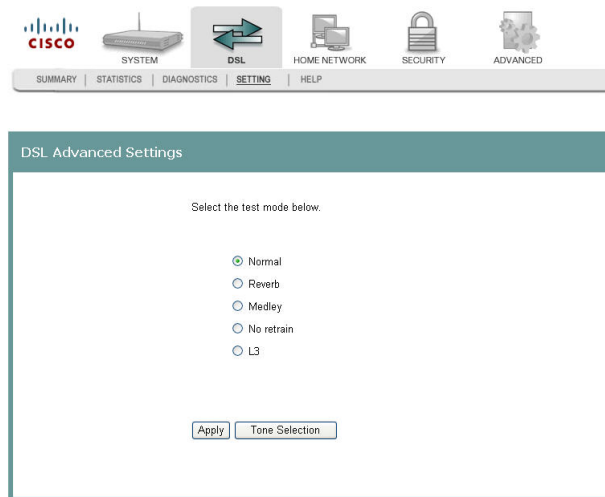 CISCO
SYSTEM DSL HOME NETWORK SECURITY ADVANCED
SUMMARY | STATISTICS | DIAGNOSTICS | SETTING | HELP
DSL Advanced Settings
Select the test mode below.
Normal
Reverb
Medley
No retrain
L3
Apply Tone Selection